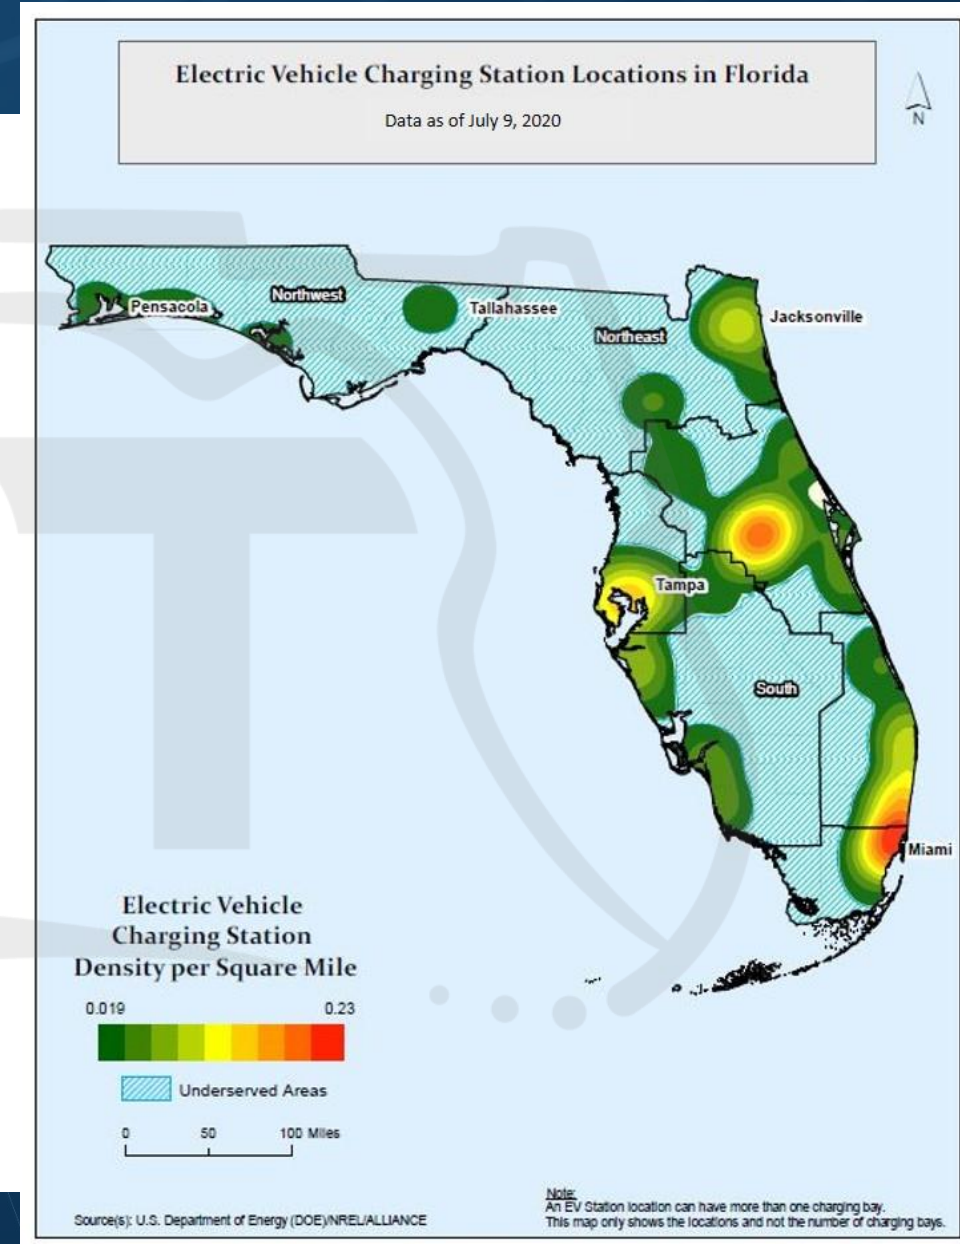 Electric Vehicle Charging Station Locations in Florida
Data as of July 9, 2020
N
Pensacola
Northwest
Tallahassee
Northeast
Jacksonville
Tampa
South
Miami
Electric Vehicle
Charging Station
Density per Square Mile
0.019 0.23
Underserved Areas
0 50 100 Miles
Source(s): U.S. Department of Energy (DOE)/NREL/ALLIANCE
Note:
An EV Station location can have more than one charging bay.
This map only shows the locations and not the number of charging bays.